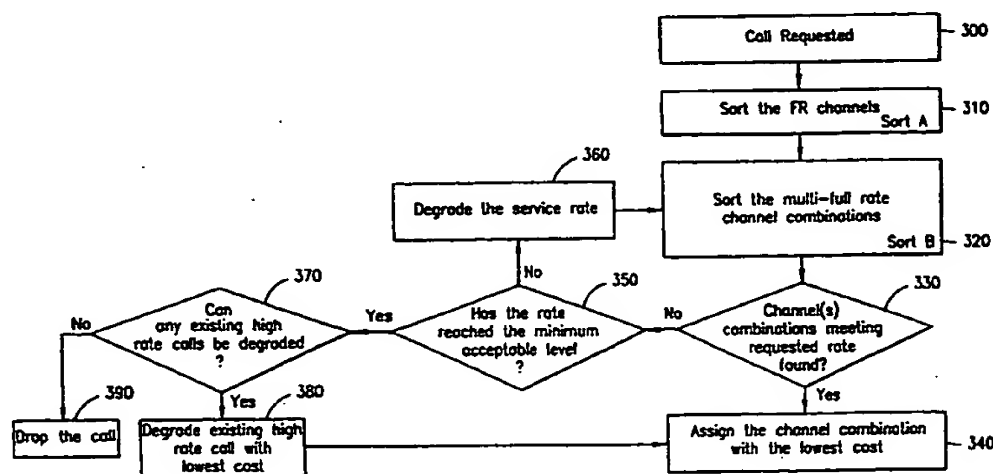 Call Requested
300
Sort the FR channels
Sort A
310
360
Degrade the service rate
Sort the multi-full rate
channel combinations
Sort B
320
370
No
350
330
No
Can
any existing high
rate calls be degraded
?
Yes
Has the rate
reached the minimum
acceptable level
?
No
Channel(s)
combinations meeting
requested rate
found?
390
Yes
380
Yes
Drop the call
Degrade existing high
rate call with
lowest cost
Assign the channel combination
with the lowest cost
340